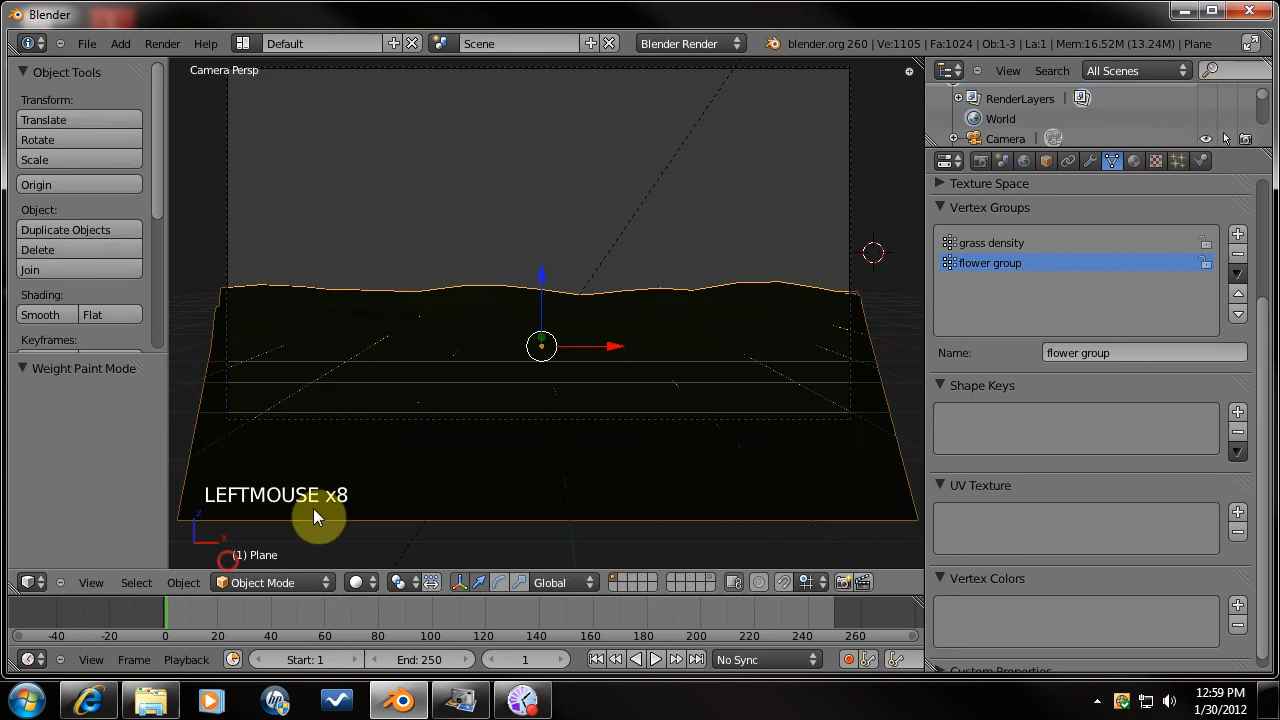 Blender
File Add Render Help Default Scene Blender Render blender.org 260 | Ve:1105 | Fa:1024 | Ob:1-3 | La:1 | Mem:16.52M (13.24M) | Plane
Object Tools
Transform:
Translate
Rotate
Scale
Origin
Object:
Duplicate Objects
Delete
Join
Shading:
Smooth Flat
Keyframes:
Weight Paint Mode
Camera Persp
LEFTMOUSE x8
z
x
(1) Plane
View Select Object Object Mode Global
-40 -20 0 20 40 60 80 100 120 140 160 180 200 220 240 260
View Frame Playback Start: 1 End: 250 1 No Sync
View Search All Scenes
RenderLayers |
World
Camera
Texture Space
Vertex Groups
grass density
flower group
Name: flower group
Shape Keys
UV Texture
Vertex Colors
Custom Properties
12:59 PM
1/30/2012